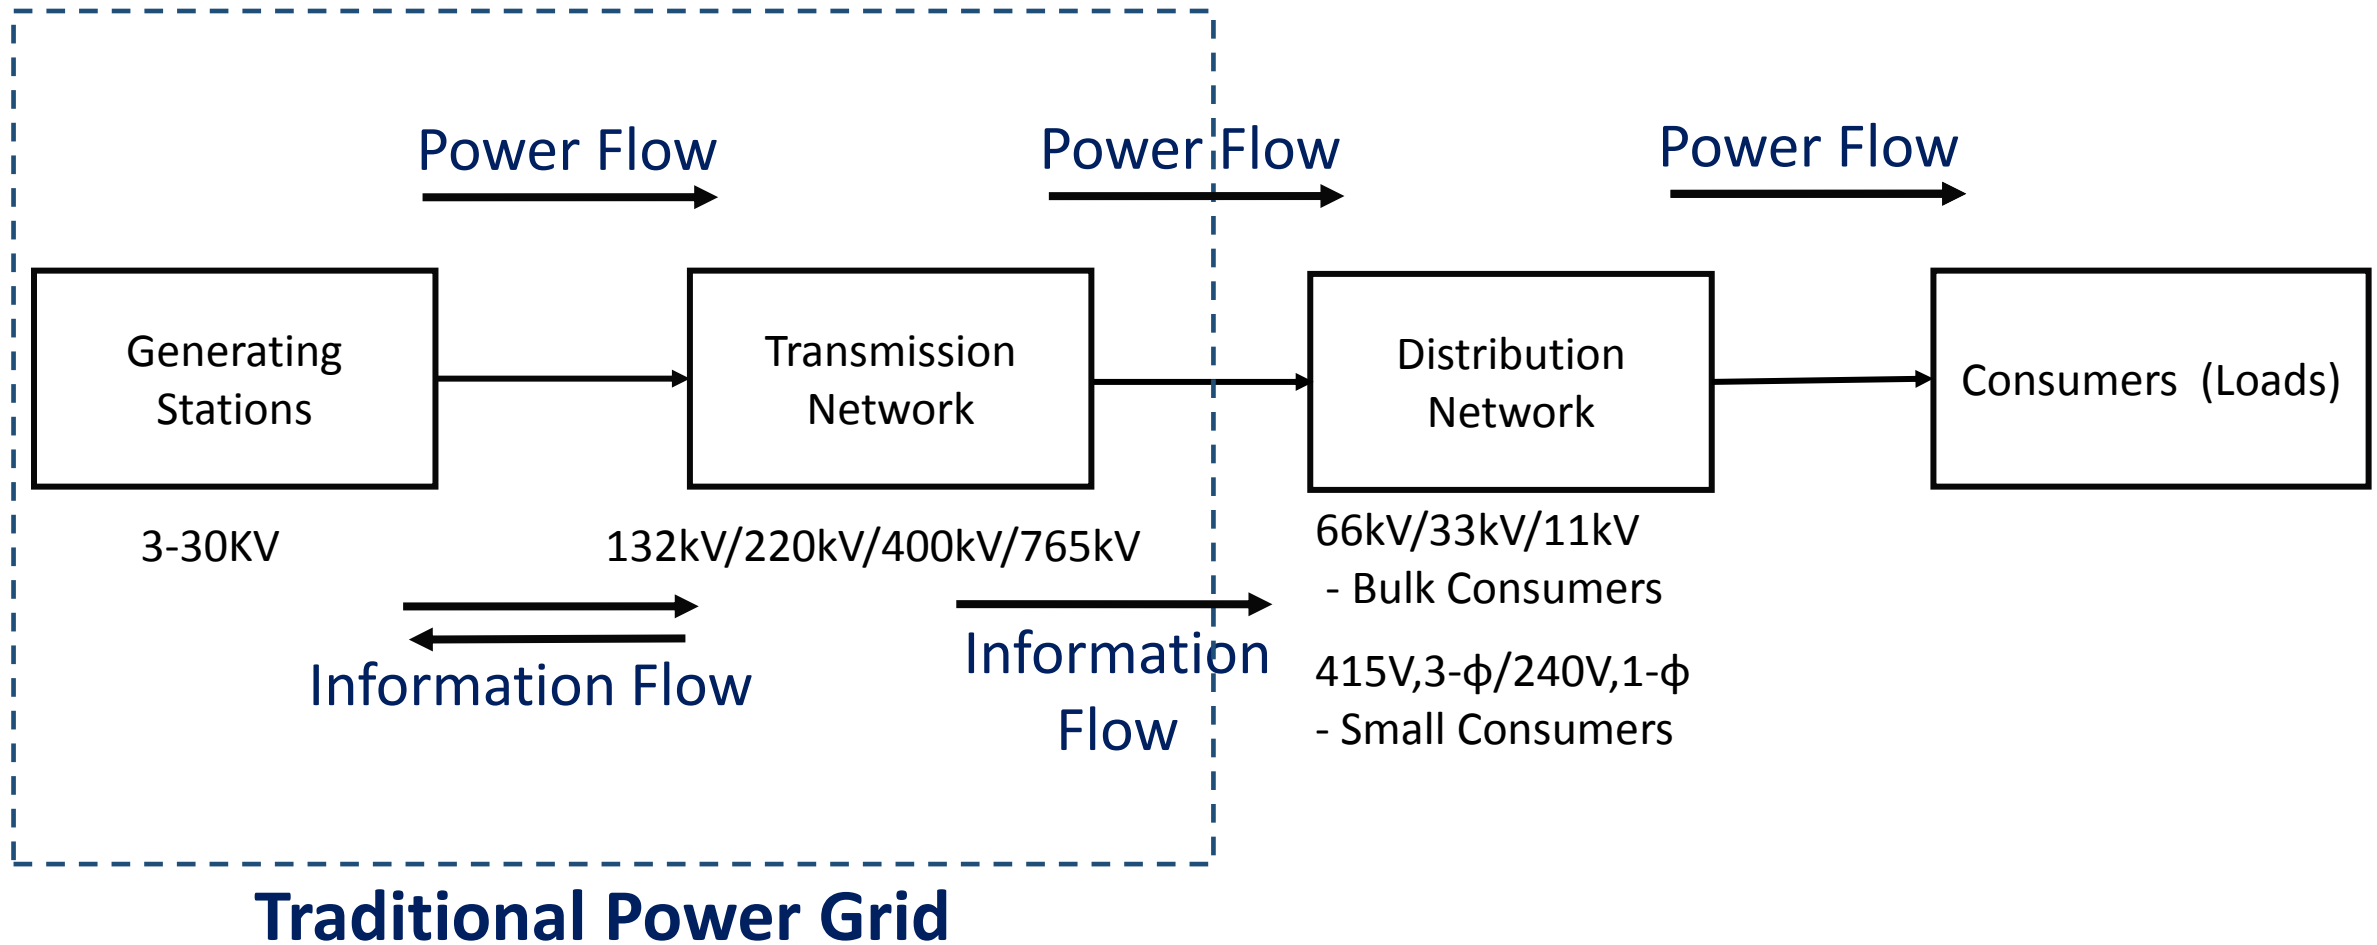 Power Flow
Power Flow
Power Flow
Generating
Stations
Transmission
Network
Distribution
Network
Consumers (Loads)
3-30KV
132kV/220kV/400kV/765kV
66kV/33kV/11kV
- Bulk Consumers
Information Flow
Information
Flow
415V,3-ϕ/240V,1-ϕ
- Small Consumers
Traditional Power Grid